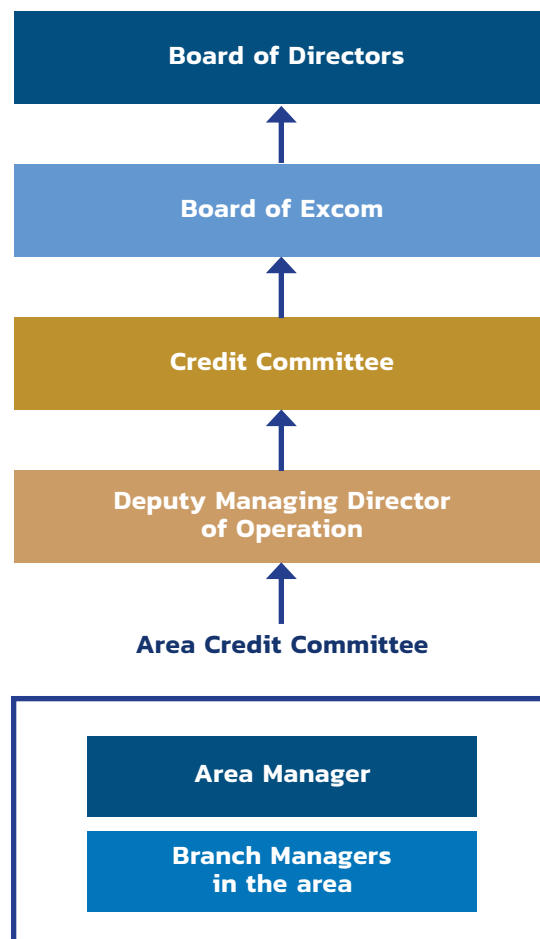 Board of Directors
Board of Excom
Credit Committee
Deputy Managing Director
of Operation
Area Credit Committee
Area Manager
Branch Managers
in the area